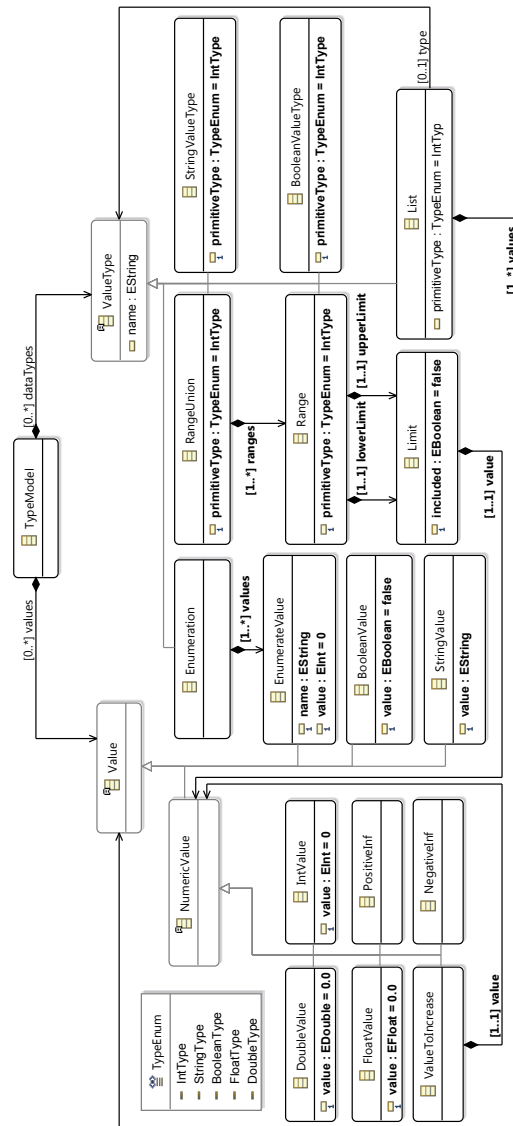 TypeModel
[0..*] values
[0..*] dataTypes
Value
ValueType
name : EString
[0..1] type
TypeEnum
IntType
StringType
BooleanType
FloatType
DoubleType
NumericValue
Enumeration
RangeUnion
primitiveType : TypeEnum = IntType
StringValueType
primitiveType : TypeEnum = IntType
[1..*] values
[1..*] ranges
DoubleValue
value : EDouble = 0.0
IntValue
value : EInt = 0
EnumerateValue
name : EString
value : EInt = 0
Range
primitiveType : TypeEnum = IntType
BooleanValueType
primitiveType : TypeEnum = IntType
FloatValue
value : EFloat = 0.0
PositiveInf
BooleanValue
value : EBoolean = false
[1..1] lowerLimit
[1..1] upperLimit
ValueToIncrease
NegativeInf
StringValue
value : EString
Limit
included : EBoolean = false
List
primitiveType : TypeEnum = IntTyp
[1..1] value
[1..1] value
[1..*] values